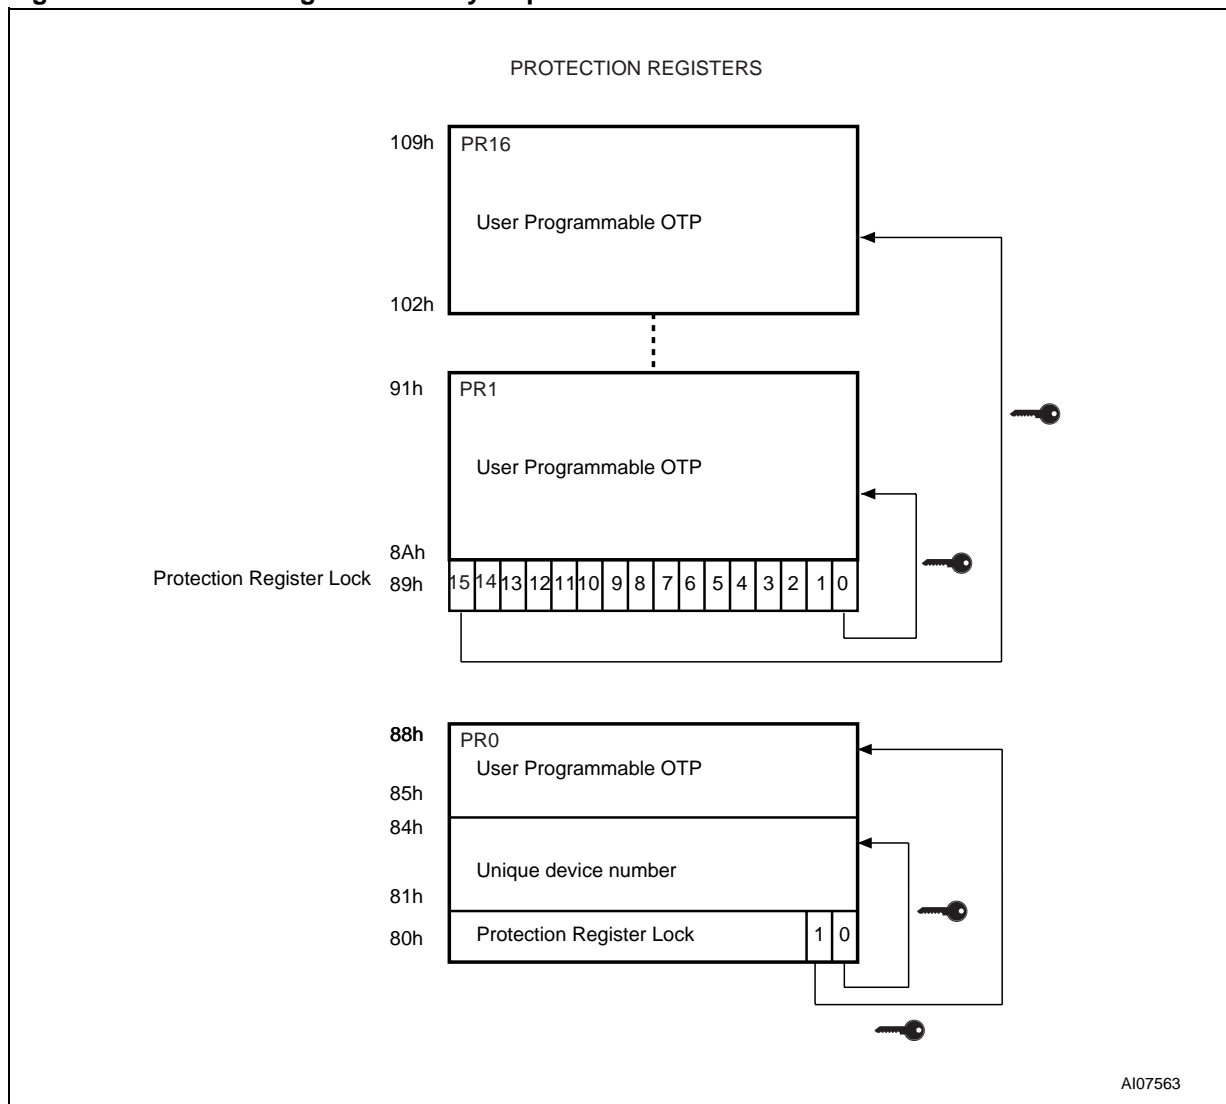 PROTECTION REGISTERS
109h
PR16
User Programmable OTP
102h
91h
PR1
User Programmable OTP
8Ah
Protection Register Lock 89h 15 14 13 12 11 10 9 8 7 6 5 4 3 2 1 0
88h
PR0
User Programmable OTP
85h
84h
Unique device number
81h
80h Protection Register Lock 1 0
AI07563